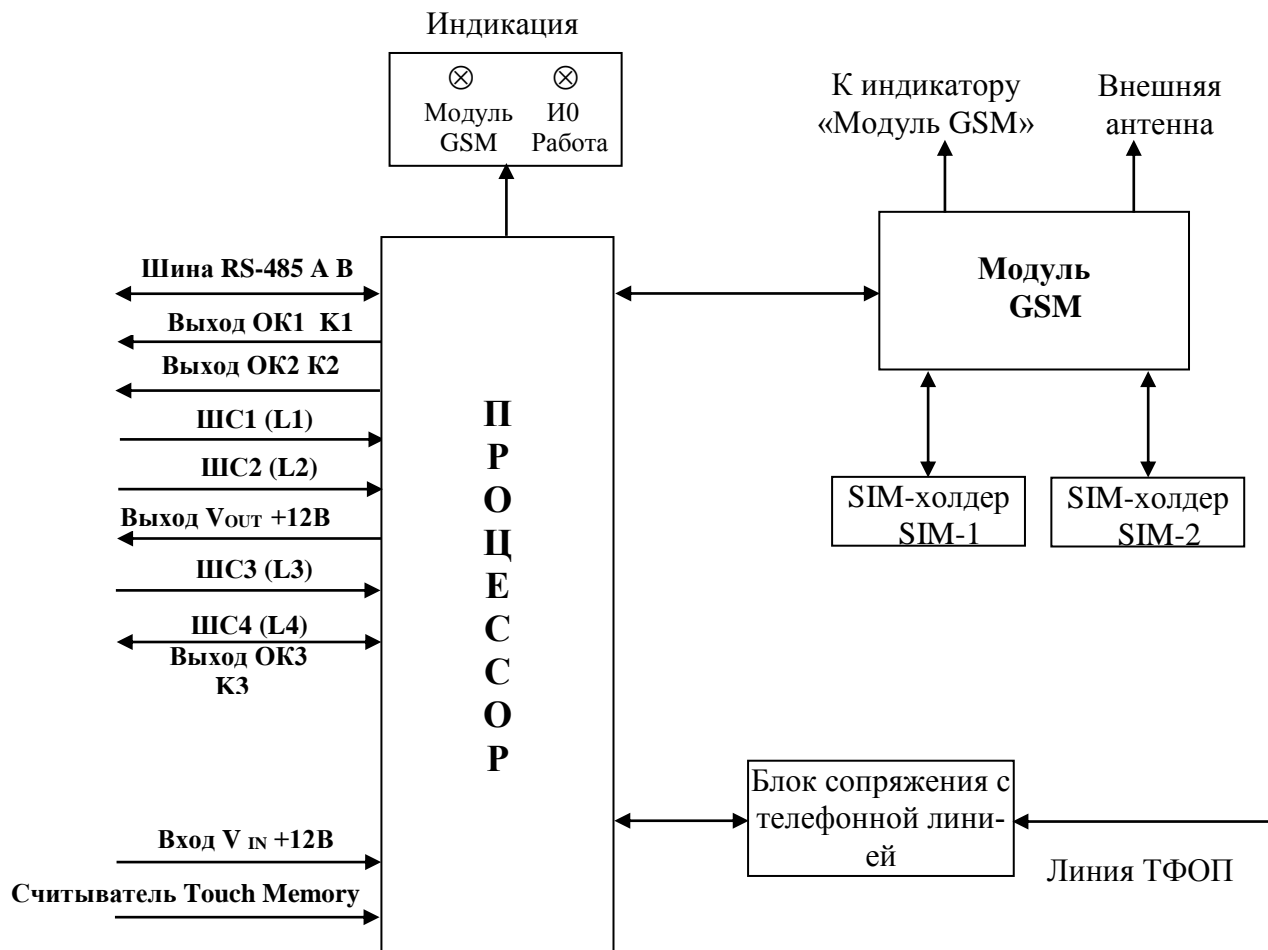 Индикация
Модуль
GSM
И0
Работа
К индикатору
«Модуль GSM»
Внешняя
антенна
Шина RS-485 А В
Выход ОК1 К1
Выход ОК2 К2
ШС1 (L1)
ШС2 (L2)
Выход VOUT +12В
ШС3 (L3)
ШС4 (L4)
Выход ОК3
К3
Вход V IN +12В
Считыватель Touch Memory
П
Р
О
Ц
Е
С
С
О
Р
Модуль
GSM
SIM-холдер
SIM-1
SIM-холдер
SIM-2
Блок сопряжения с
телефонной лини-
ей
Линия ТФОП